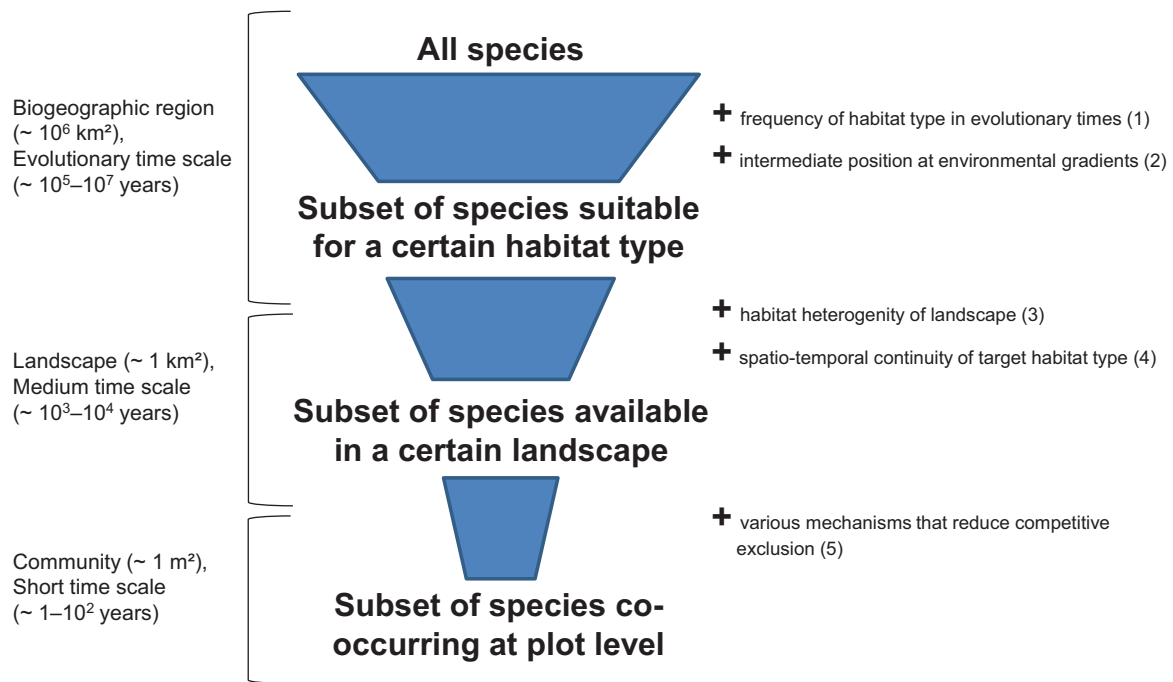 All species
Biogeographic region
(~ 10⁶ km²),
Evolutionary time scale
(~ 10⁵–10⁷ years)
+ frequency of habitat type in evolutionary times (1)
+ intermediate position at environmental gradients (2)
Subset of species suitable
for a certain habitat type
Landscape (~ 1 km²),
Medium time scale
(~ 10³–10⁴ years)
+ habitat heterogenity of landscape (3)
+ spatio-temporal continuity of target habitat type (4)
Subset of species available
in a certain landscape
Community (~ 1 m²),
Short time scale
(~ 1–10² years)
+ various mechanisms that reduce competitive
exclusion (5)
Subset of species co-
occurring at plot level